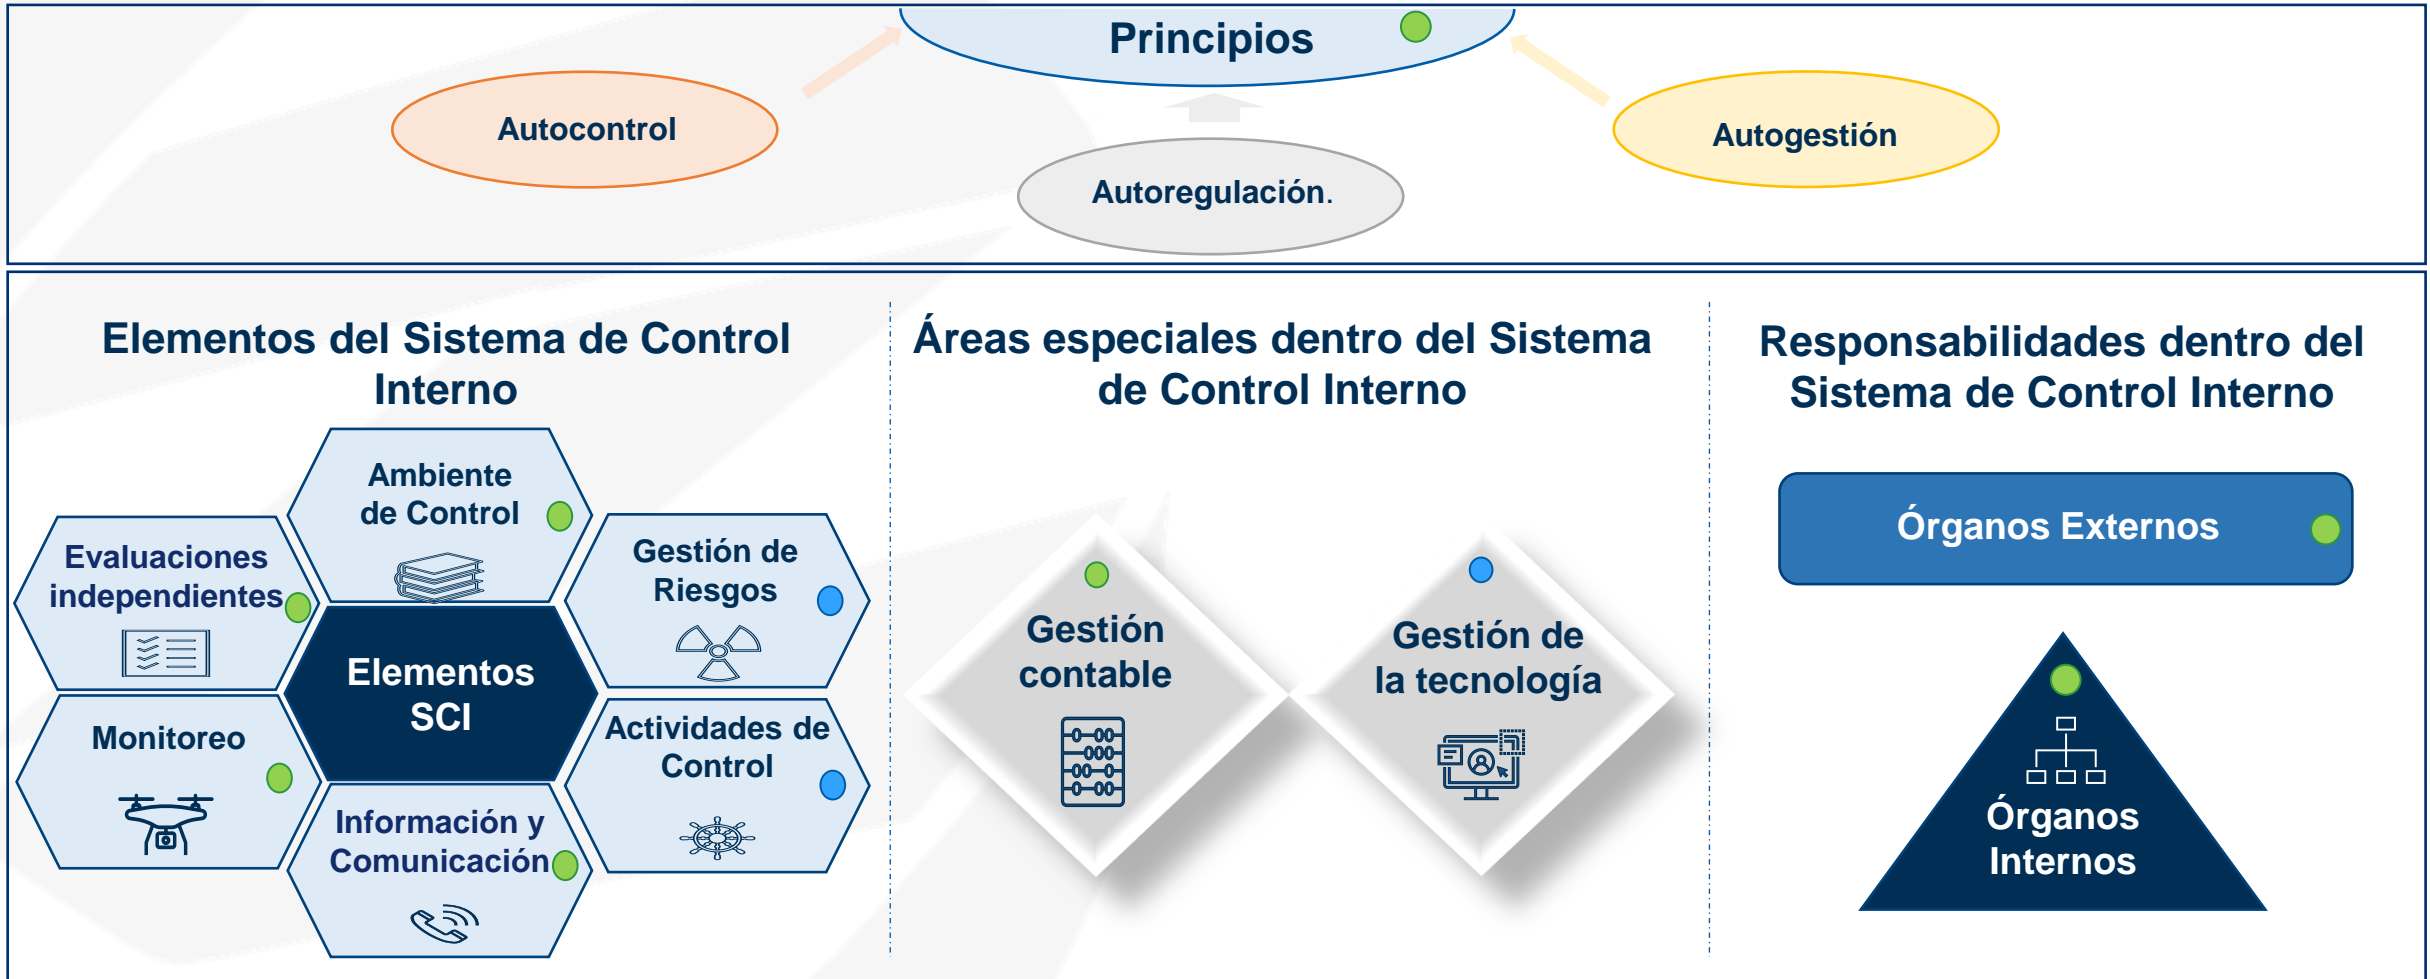 Principios
Autocontrol
Autoregulación.
Autogestión
Elementos del Sistema de Control
Interno
Ambiente
de Control
Evaluaciones
independientes
Gestión de
Riesgos
Elementos
SCI
Monitoreo
Actividades de
Control
Información y
Comunicación
Áreas especiales dentro del Sistema
de Control Interno
Gestión
contable
Gestión de
la tecnología
Responsabilidades dentro del
Sistema de Control Interno
Órganos Externos
Órganos
Internos